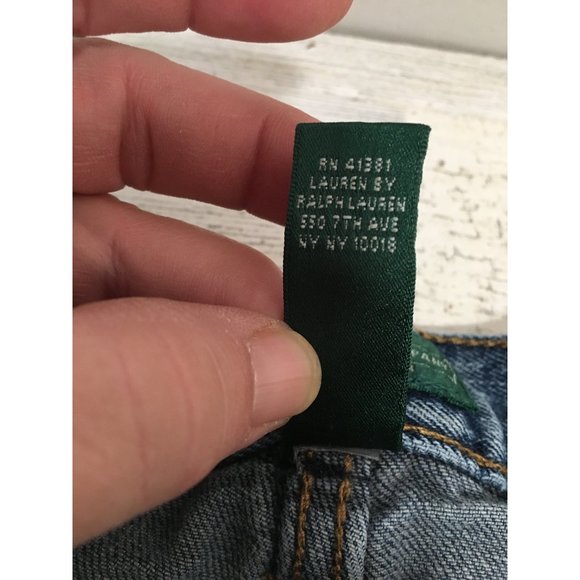 RN 41381
LAUREN BY
RALPH LAUREN
550 7TH AVE
NY NY 10018